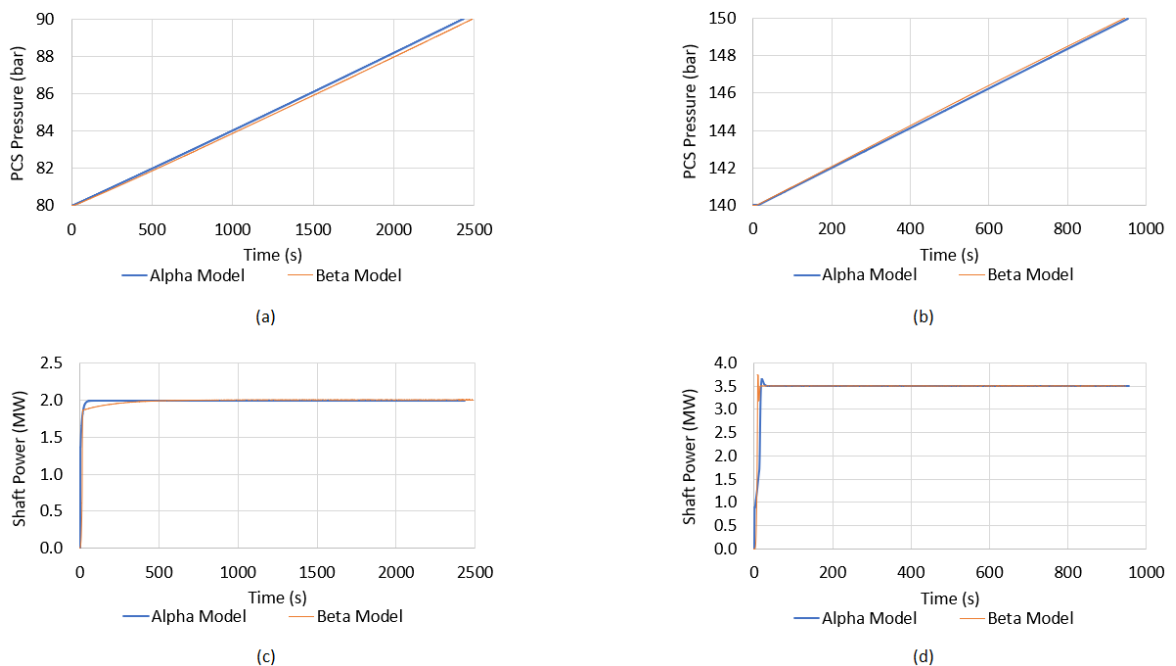 PCS Pressure (bar)
90
88
86
84
82
80
0 500 1000 1500 2000 2500
Time (s)
Alpha Model Beta Model
(a)
PCS Pressure (bar)
150
148
146
144
142
140
0 200 400 600 800 1000
Time (s)
Alpha Model Beta Model
(b)
Shaft Power (MW)
2.5
2.0
1.5
1.0
0.5
0.0
0 500 1000 1500 2000 2500
Time (s)
Alpha Model Beta Model
(c)
Shaft Power (MW)
4.0
3.5
3.0
2.5
2.0
1.5
1.0
0.5
0.0
0 200 400 600 800 1000
Time (s)
Alpha Model Beta Model
(d)